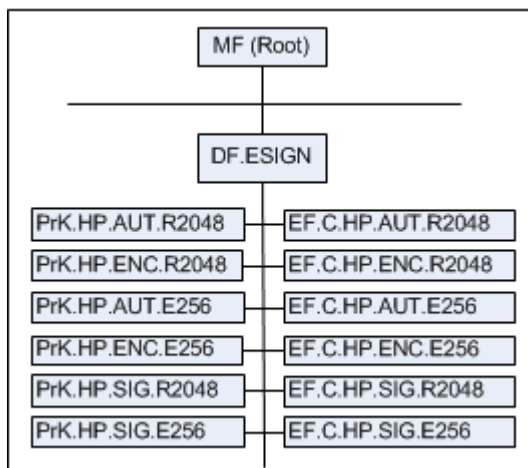 MF (Root)
DF.ESIGN
PrK.HP.AUT.R2048 EF.C.HP.AUT.R2048
PrK.HP.ENC.R2048 EF.C.HP.ENC.R2048
PrK.HP.AUT.E256 EF.C.HP.AUT.E256
PrK.HP.ENC.E256 EF.C.HP.ENC.E256
PrK.HP.SIG.R2048 EF.C.HP.SIG.R2048
PrK.HP.SIG.E256 EF.C.HP.SIG.E256